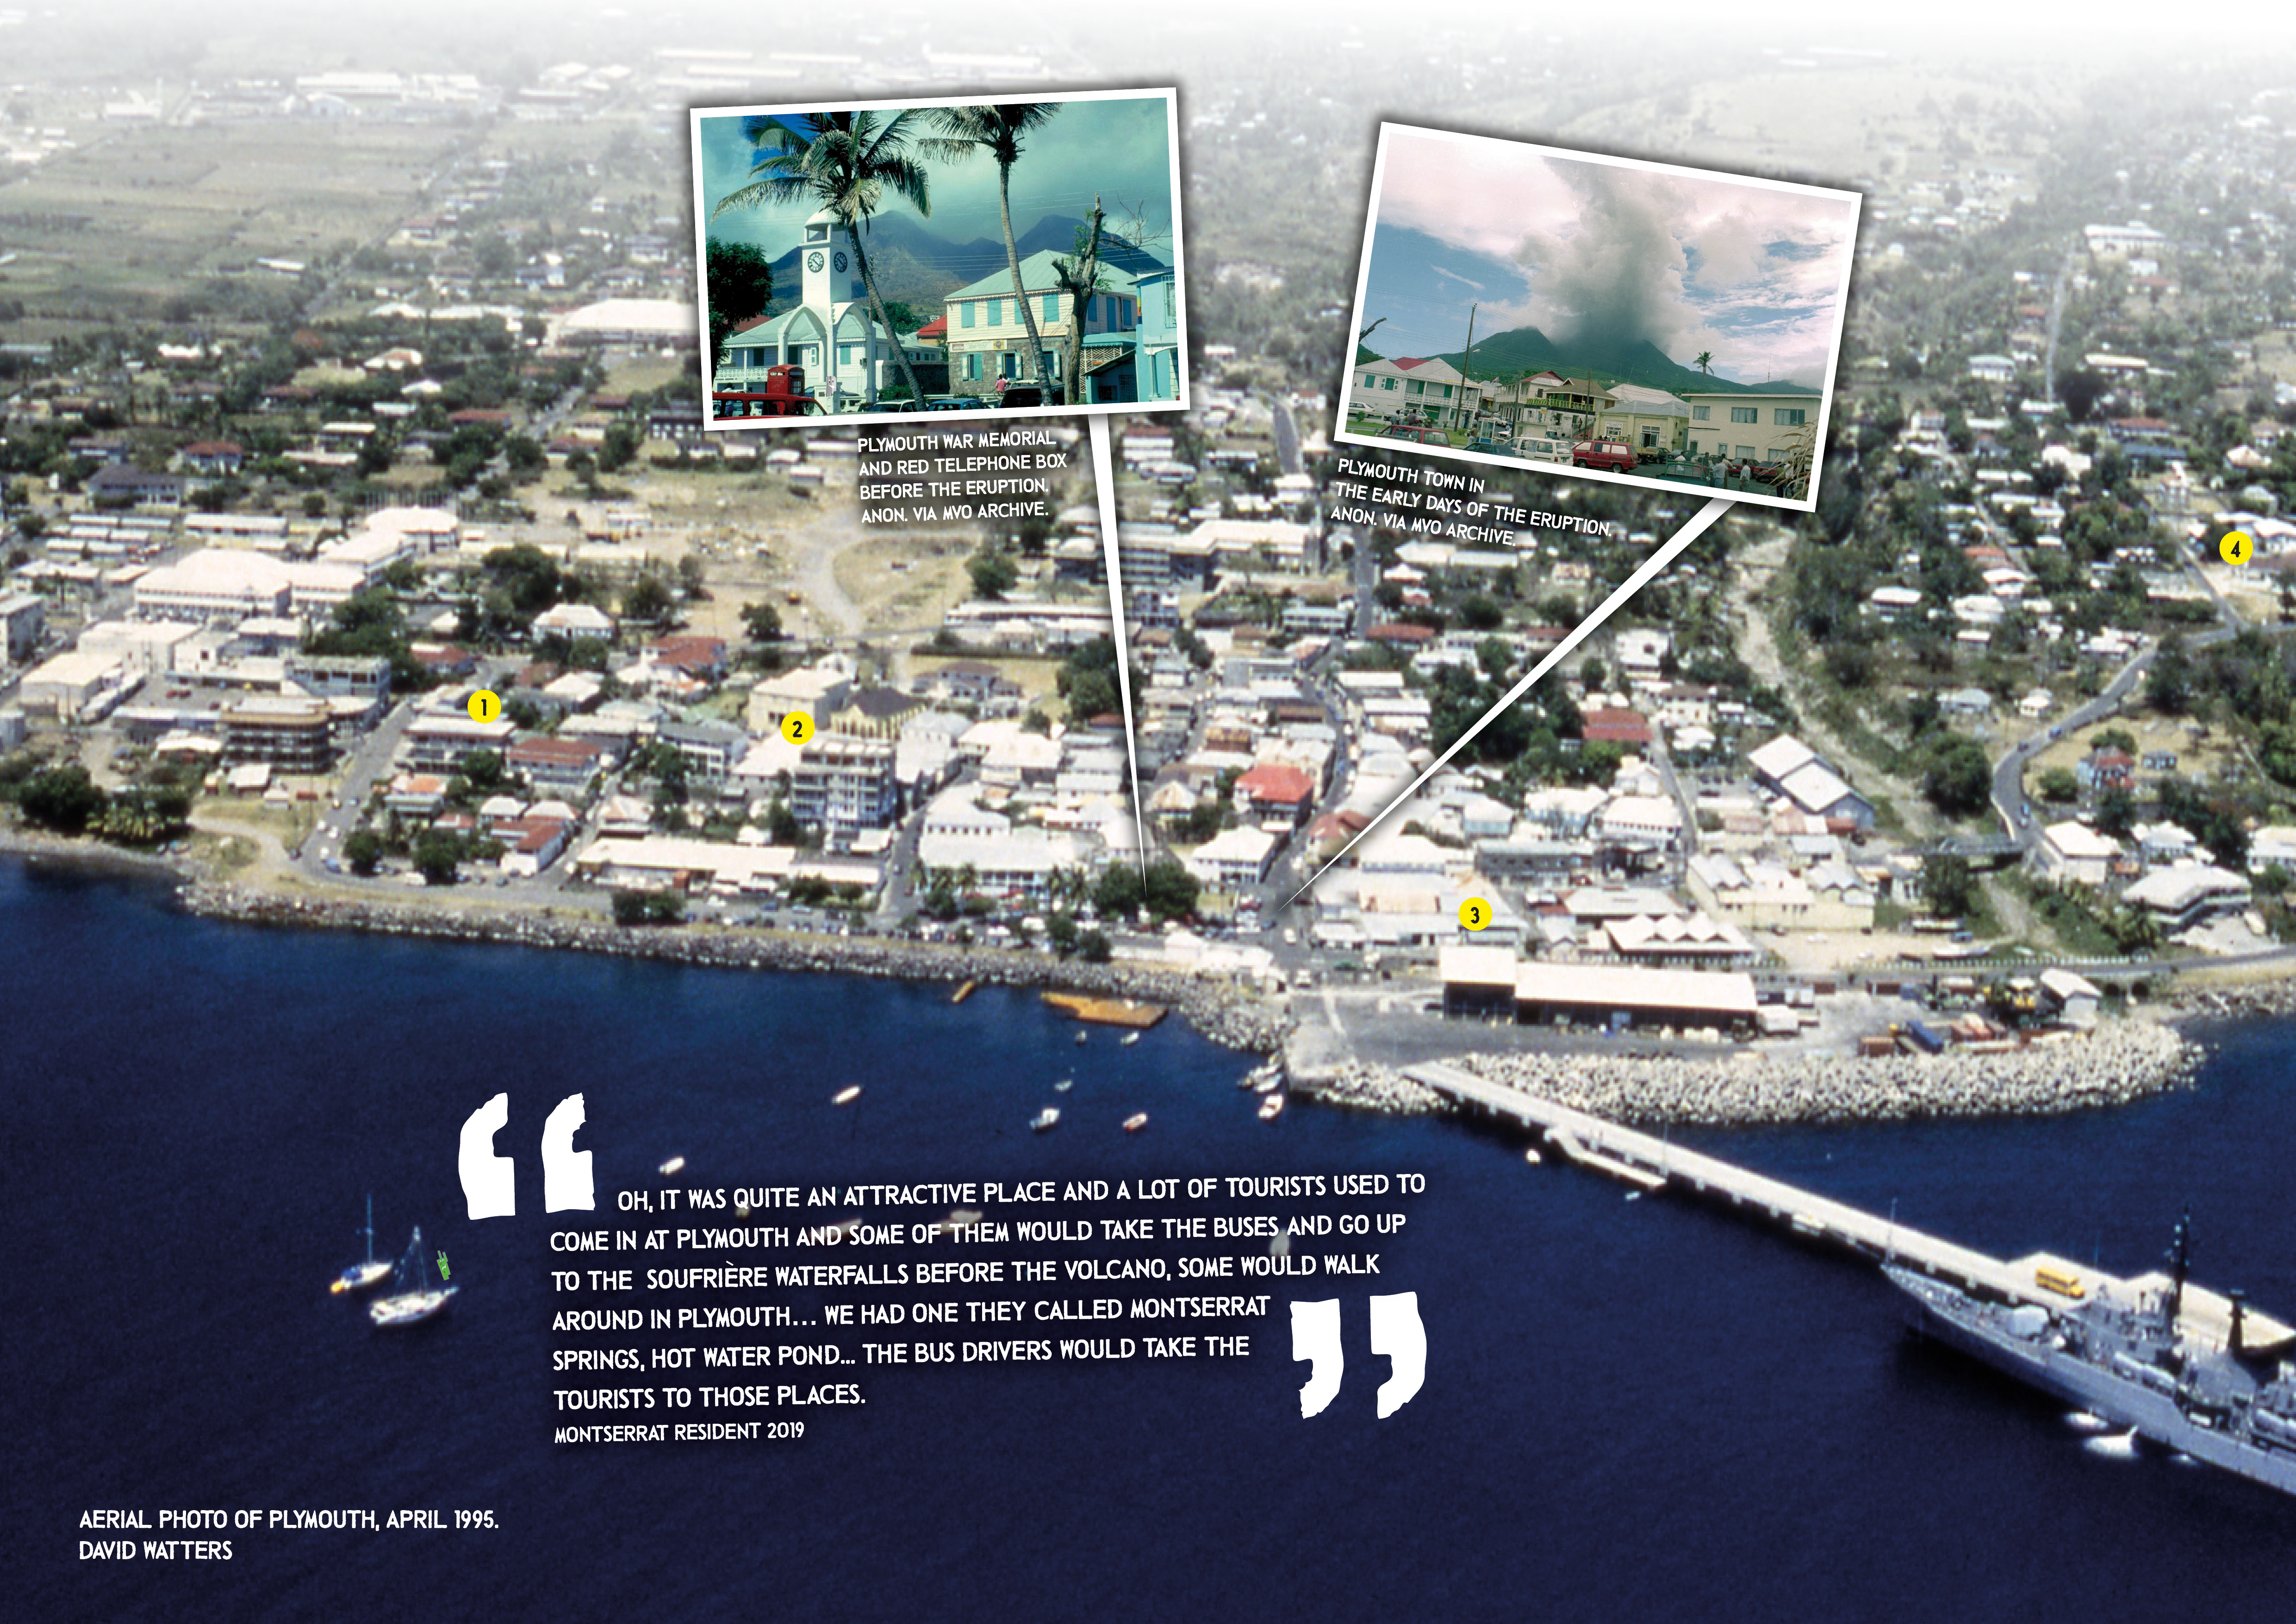 PLYMOUTH WAR MEMORIAL
AND RED TELEPHONE BOX
BEFORE THE ERUPTION.
ANON. VIA MVO ARCHIVE.
PLYMOUTH TOWN IN
THE EARLY DAYS OF THE ERUPTION.
ANON. VIA MVO ARCHIVE.
4
1
2
3
“ OH, IT WAS QUITE AN ATTRACTIVE PLACE AND A LOT OF TOURISTS USED TO
COME IN AT PLYMOUTH AND SOME OF THEM WOULD TAKE THE BUSES AND GO UP
TO THE SOUFRIÈRE WATERFALLS BEFORE THE VOLCANO, SOME WOULD WALK
AROUND IN PLYMOUTH... WE HAD ONE THEY CALLED MONTSERRAT
SPRINGS, HOT WATER POND... THE BUS DRIVERS WOULD TAKE THE
TOURISTS TO THOSE PLACES. ”
MONTSERRAT RESIDENT 2019
AERIAL PHOTO OF PLYMOUTH, APRIL 1995.
DAVID WATTERS